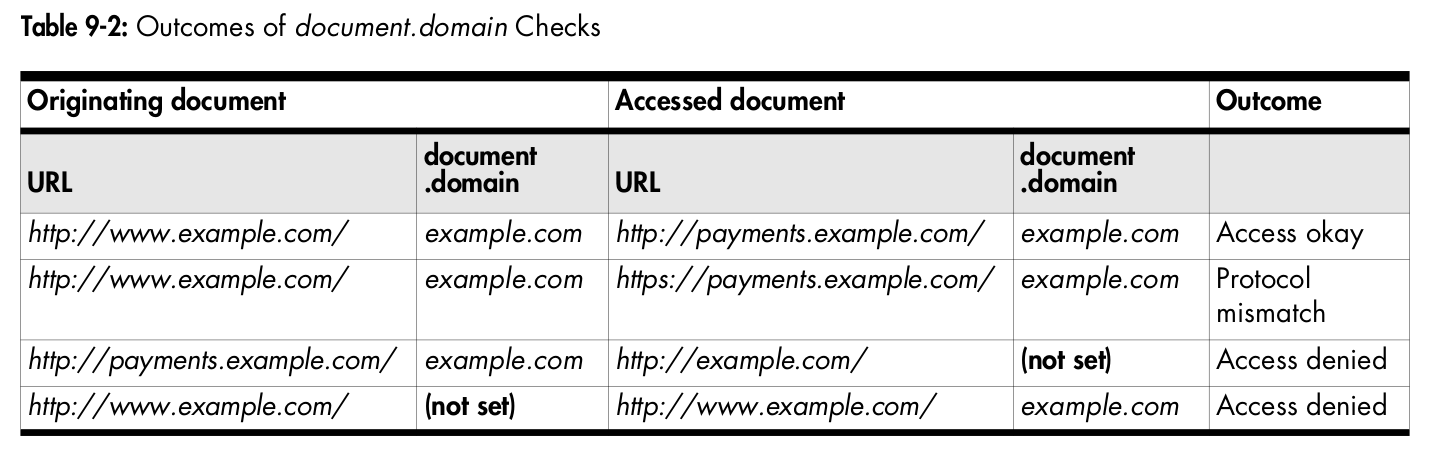 Table 9-2: Outcomes of document.domain Checks
Originating document Accessed document Outcome
URL document .domain URL document .domain
http://www.example.com/ example.com http://payments.example.com/ example.com Access okay
http://www.example.com/ example.com https://payments.example.com/ example.com Protocol mismatch
http://payments.example.com/ example.com http://example.com/ (not set) Access denied
http://www.example.com/ (not set) http://www.example.com/ example.com Access denied